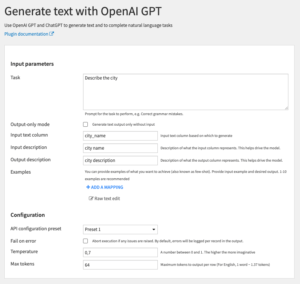 Generate text with OpenAI GPT
Use OpenAI GPT and ChatGPT to generate text and to complete natural language tasks
Plugin documentation
Input parameters
Task
Describe the city
Prompt for the task to perform, e.g. Correct grammar mistakes.
Output only mode
Generate text output only without input
Input text column
city_name
Input text column based on which to generate
Input description
city name
Description of what the input column represents. This helps drive the model.
Output description
city description
Description of what the output column represents. This helps drive the model.
Examples
You can provide examples of what you want to achieve (also known as few-shot). Provide input example and desired output. 1-10
examples are recommended
+ ADD A MAPPING
Raw text edit
Configuration
API configuration preset
Preset 1
Fail on error
Abort execution if any issues are raised. By default, errors will be logged per record in the output
Temperature
0,7
A number between 0 and 1. The higher the more imaginative
Max tokens
64
Maximum tokens to output per row (For English, 1 word ~ 1.37 tokens)